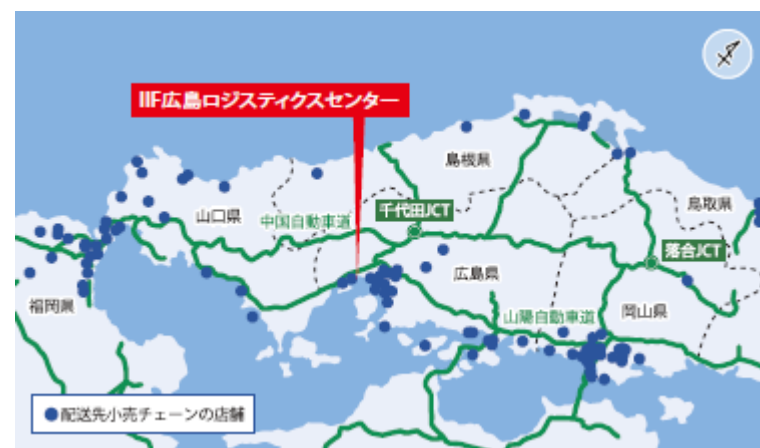 IIF広島ロジスティクスセンター
島根県
山口県
中国自動車道
千代田JCT
鳥取県
落合JCT
広島県
福岡県
山陽自動車道
岡山県
●配送先小売チェーンの店舗